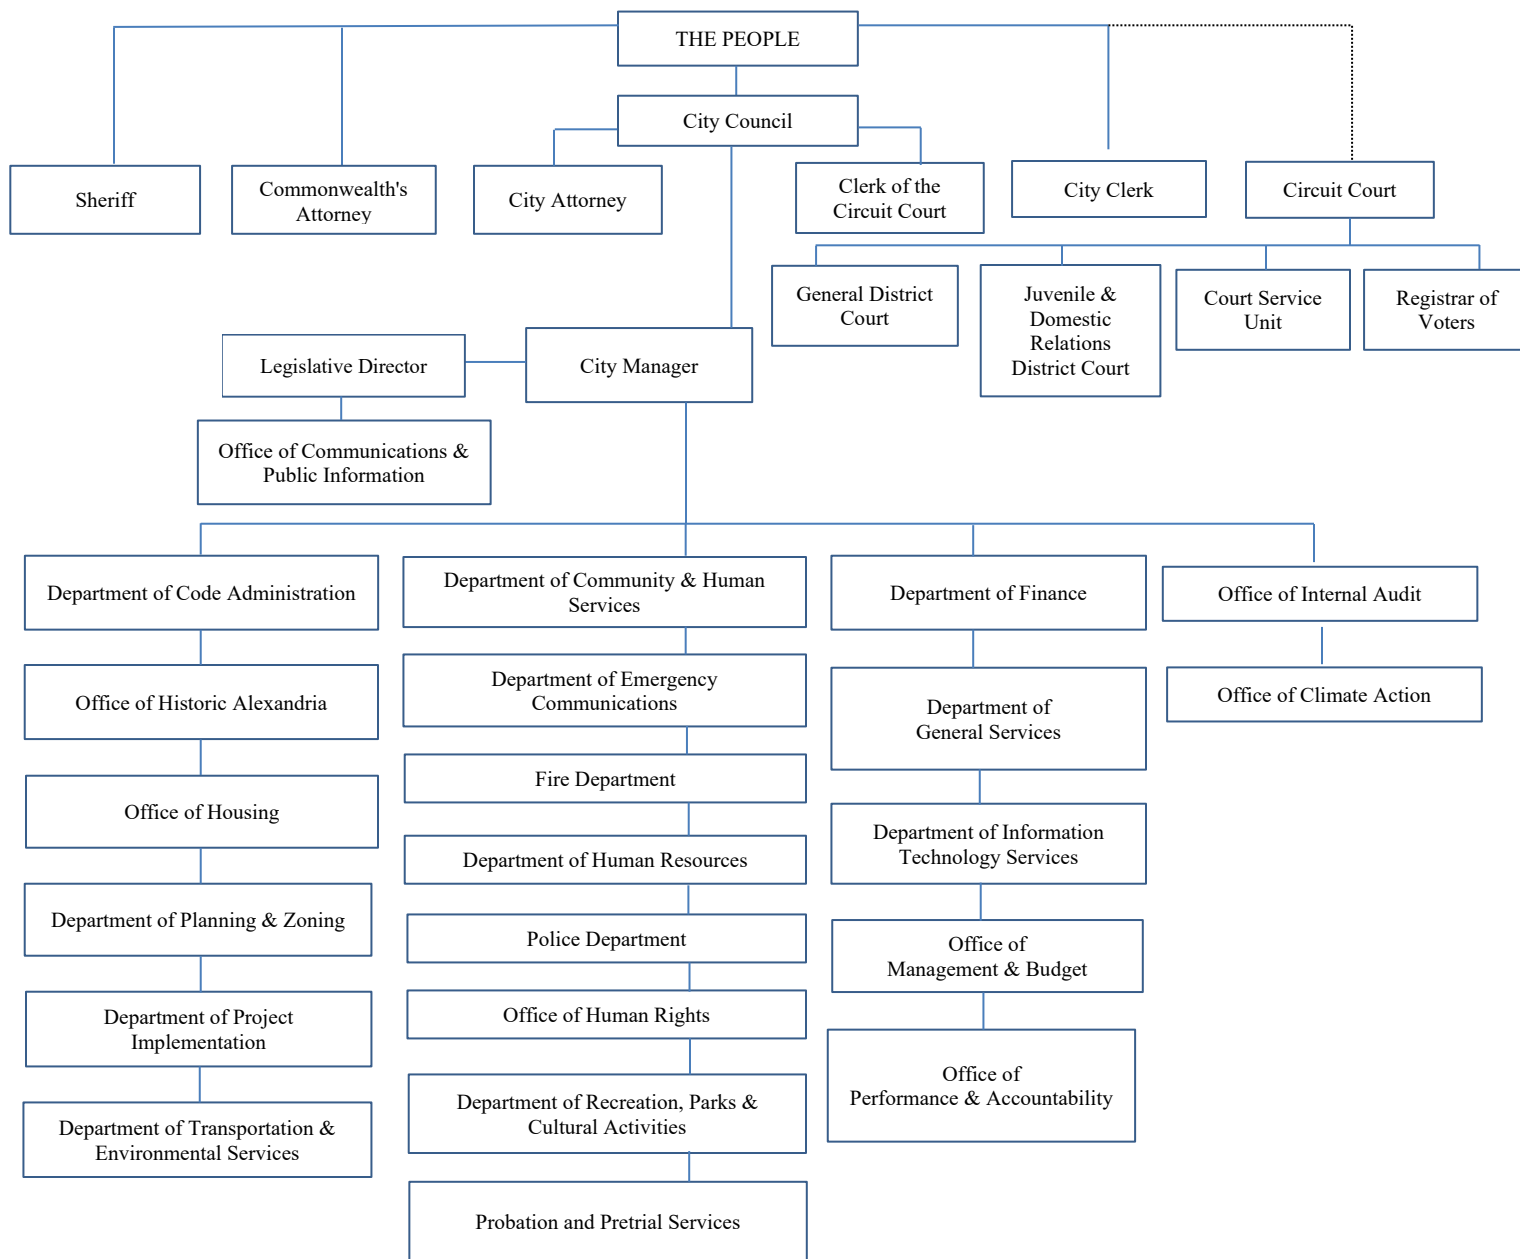 THE PEOPLE
City Council
Sheriff
Commonwealth's
Attorney
City Attorney
Clerk of the
Circuit Court
City Clerk
Circuit Court
General District
Court
Juvenile &
Domestic
Relations
District Court
Court Service
Unit
Registrar of
Voters
Legislative Director
City Manager
Office of Communications &
Public Information
Department of Code Administration
Office of Historic Alexandria
Office of Housing
Department of Planning & Zoning
Department of Project
Implementation
Department of Transportation &
Environmental Services
Department of Community & Human
Services
Department of Emergency
Communications
Fire Department
Department of Human Resources
Police Department
Office of Human Rights
Department of Recreation, Parks &
Cultural Activities
Probation and Pretrial Services
Department of Finance
Department of
General Services
Department of Information
Technology Services
Office of
Management & Budget
Office of
Performance & Accountability
Office of Internal Audit
Office of Climate Action